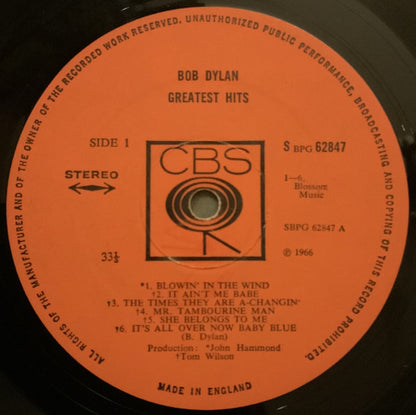 ALL RIGHTS OF THE MANUFACTURER AND OF THE OWNER OF THE RECORDED WORK RESERVED. UNAUTHORIZED PUBLIC PERFORMANCE, BROADCASTING AND COPYING OF THIS RECORD PROHIBITED.
BOB DYLAN
GREATEST HITS
SIDE 1
S BPG 62847
CBS
STEREO
1—6,
Blossom
Music
SBPG 62847 A
33⅓
℗ 1966
*1. BLOWIN' IN THE WIND
†2. IT AIN'T ME BABE
†3. THE TIMES THEY ARE A-CHANGIN'
†4. MR. TAMBOURINE MAN
†5. SHE BELONGS TO ME
†6. IT'S ALL OVER NOW BABY BLUE
(B. Dylan)
Production: *John Hammond
†Tom Wilson
MADE IN ENGLAND